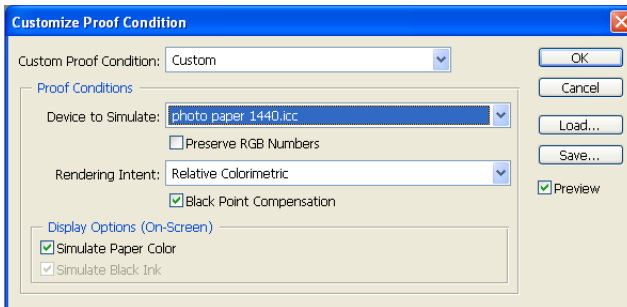 Customize Proof Condition
Custom Proof Condition: Custom
OK
Proof Conditions
Cancel
Device to Simulate: photo paper 1440.icc
Load...
Preserve RGB Numbers
Save...
Rendering Intent: Relative Colorimetric
Preview
Black Point Compensation
Display Options (On-Screen)
Simulate Paper Color
Simulate Black Ink